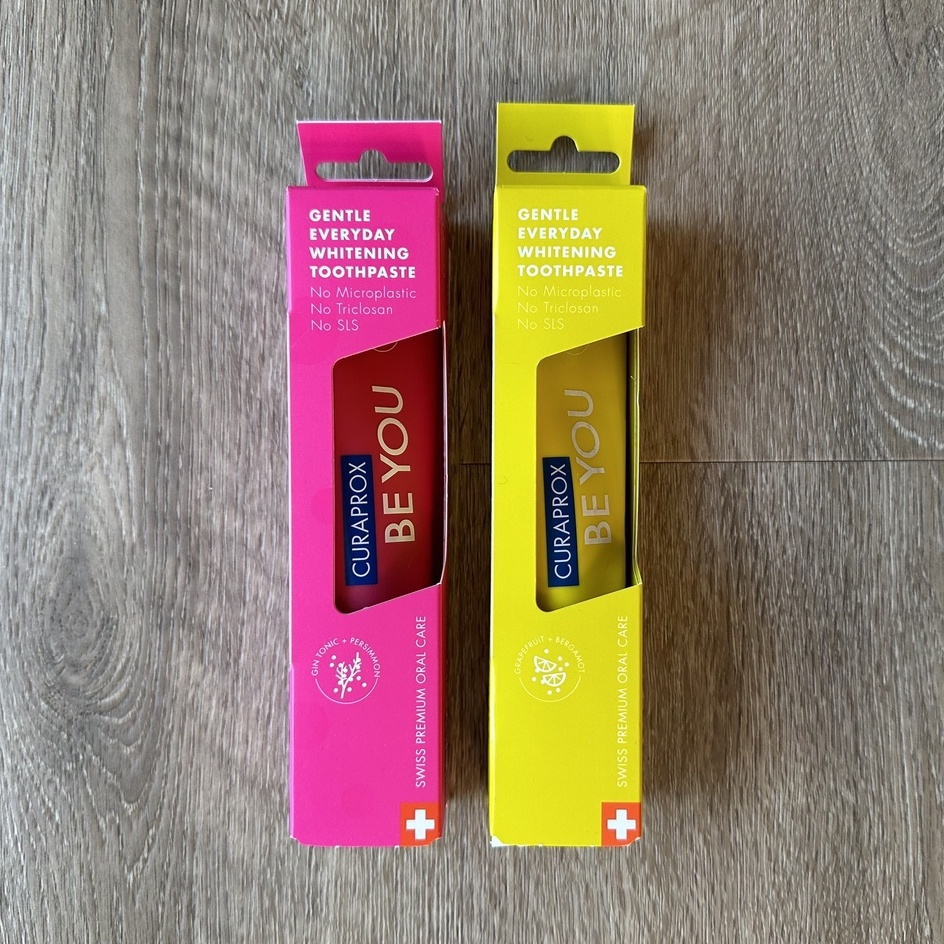 GENTLE
EVERYDAY
WHITENING
TOOTHPASTE
No Microplastic
No Triclosan
No SLS
CURAPROX
BE YOU
GIN TONIC + PERSIMMON
SWISS PREMIUM ORAL CARE
GENTLE
EVERYDAY
WHITENING
TOOTHPASTE
No Microplastic
No Triclosan
No SLS
CURAPROX
BE YOU
GRAPEFRUIT + BERGAMOT
SWISS PREMIUM ORAL CARE